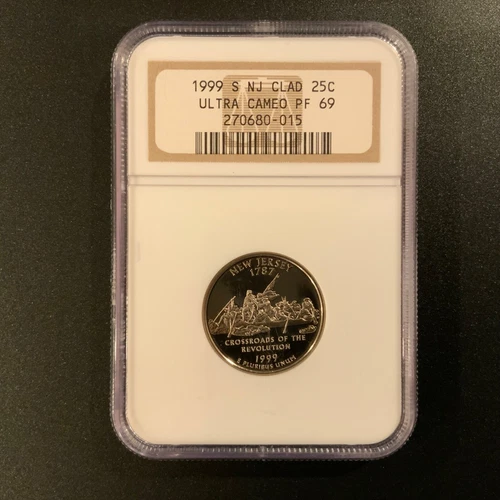 1999 S NJ CLAD 25C
ULTRA CAMEO PF 69
270680-015
NEW JERSEY
1787
CROSSROADS OF THE
REVOLUTION
1999
E PLURIBUS UNUM